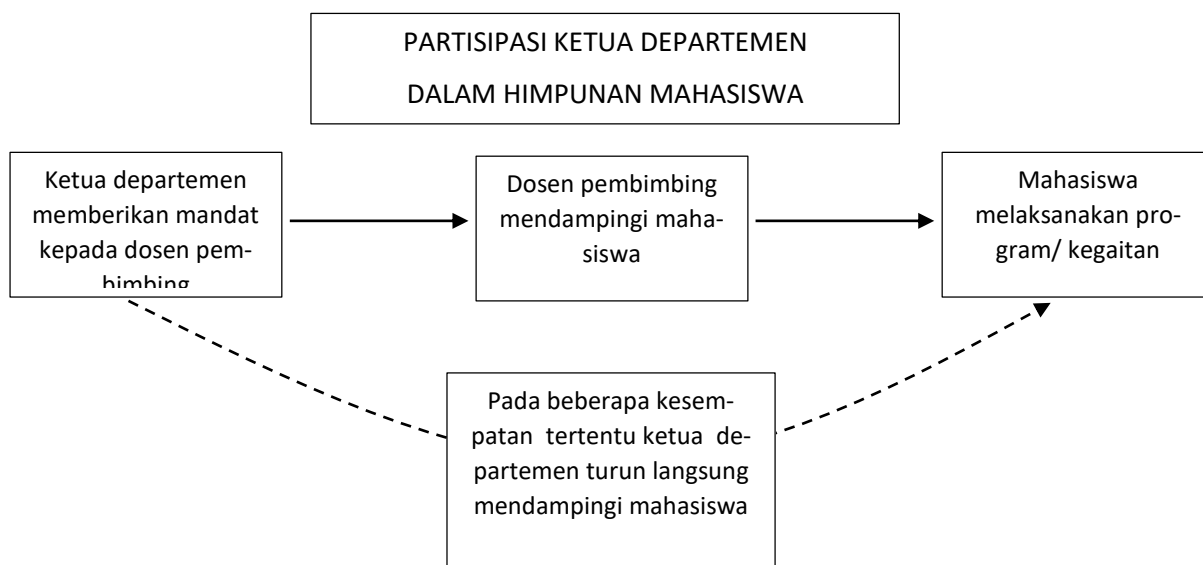 PARTISIPASI KETUA DEPARTEMEN
DALAM HIMPUNAN MAHASISWA
Ketua departemen
memberikan mandat
kepada dosen pem-
bimbing
Dosen pembimbing
mendampingi maha-
siswa
Mahasiswa
melaksanakan pro-
gram/ kegaitan
Pada beberapa kesem-
patan tertentu ketua de-
partemen turun langsung
mendampingi mahasiswa